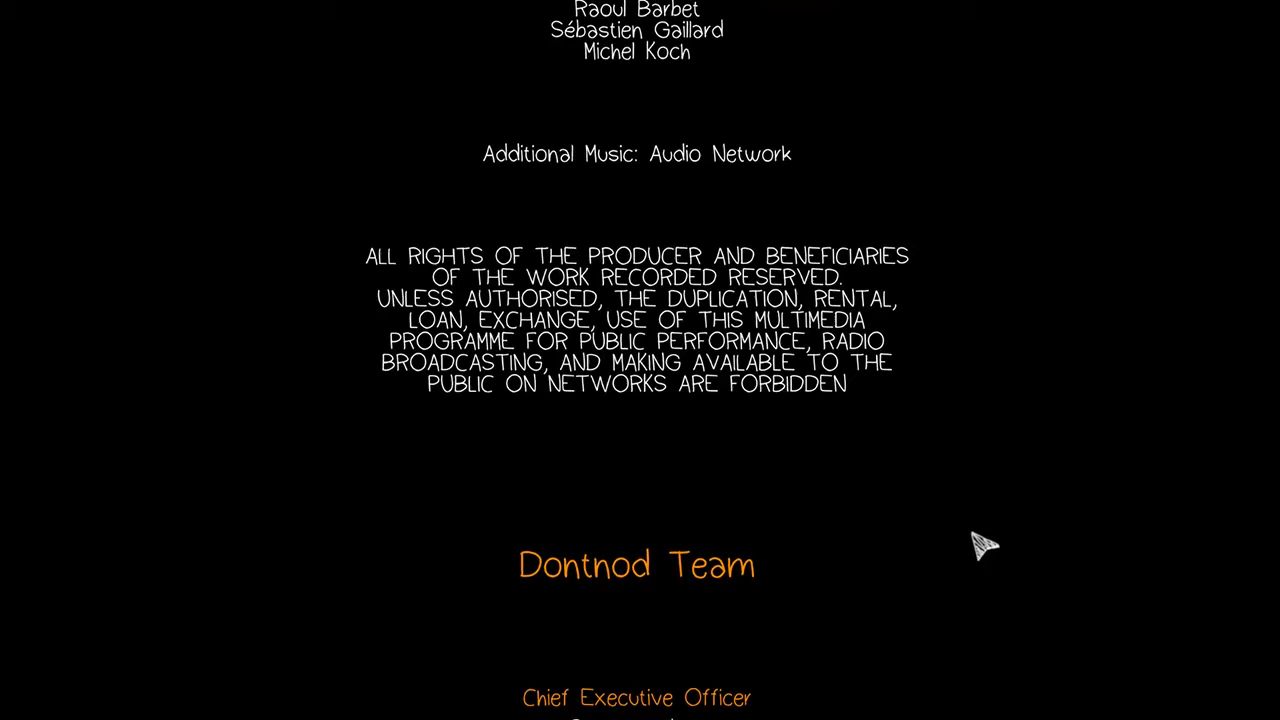 Raoul Barbet
Sébastien Gaillard
Michel Koch
Additional Music: Audio Network
ALL RIGHTS OF THE PRODUCER AND BENEFICIARIES
OF THE WORK RECORDED RESERVED.
UNLESS AUTHORISED, THE DUPLICATION, RENTAL,
LOAN, EXCHANGE, USE OF THIS MULTIMEDIA
PROGRAMME FOR PUBLIC PERFORMANCE, RADIO
BROADCASTING, AND MAKING AVAILABLE TO THE
PUBLIC ON NETWORKS ARE FORBIDDEN
Dontnod Team
Chief Executive Officer